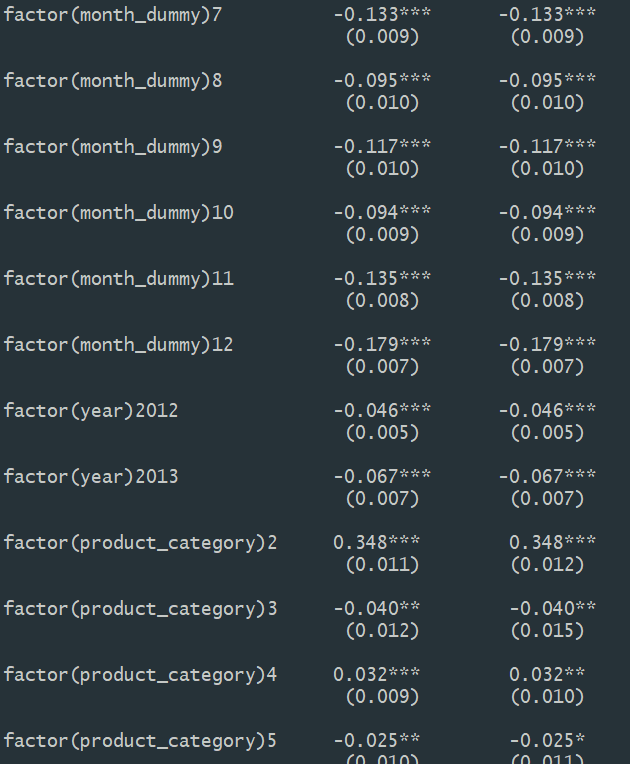 factor(month_dummy)7 -0.133*** -0.133***
(0.009) (0.009)
factor(month_dummy)8 -0.095*** -0.095***
(0.010) (0.010)
factor(month_dummy)9 -0.117*** -0.117***
(0.010) (0.010)
factor(month_dummy)10 -0.094*** -0.094***
(0.009) (0.009)
factor(month_dummy)11 -0.135*** -0.135***
(0.008) (0.008)
factor(month_dummy)12 -0.179*** -0.179***
(0.007) (0.007)
factor(year)2012 -0.046*** -0.046***
(0.005) (0.005)
factor(year)2013 -0.067*** -0.067***
(0.007) (0.007)
factor(product_category)2 0.348*** 0.348***
(0.011) (0.012)
factor(product_category)3 -0.040** -0.040**
(0.012) (0.015)
factor(product_category)4 0.032*** 0.032**
(0.009) (0.010)
factor(product_category)5 -0.025** -0.025*
(0.010) (0.011)